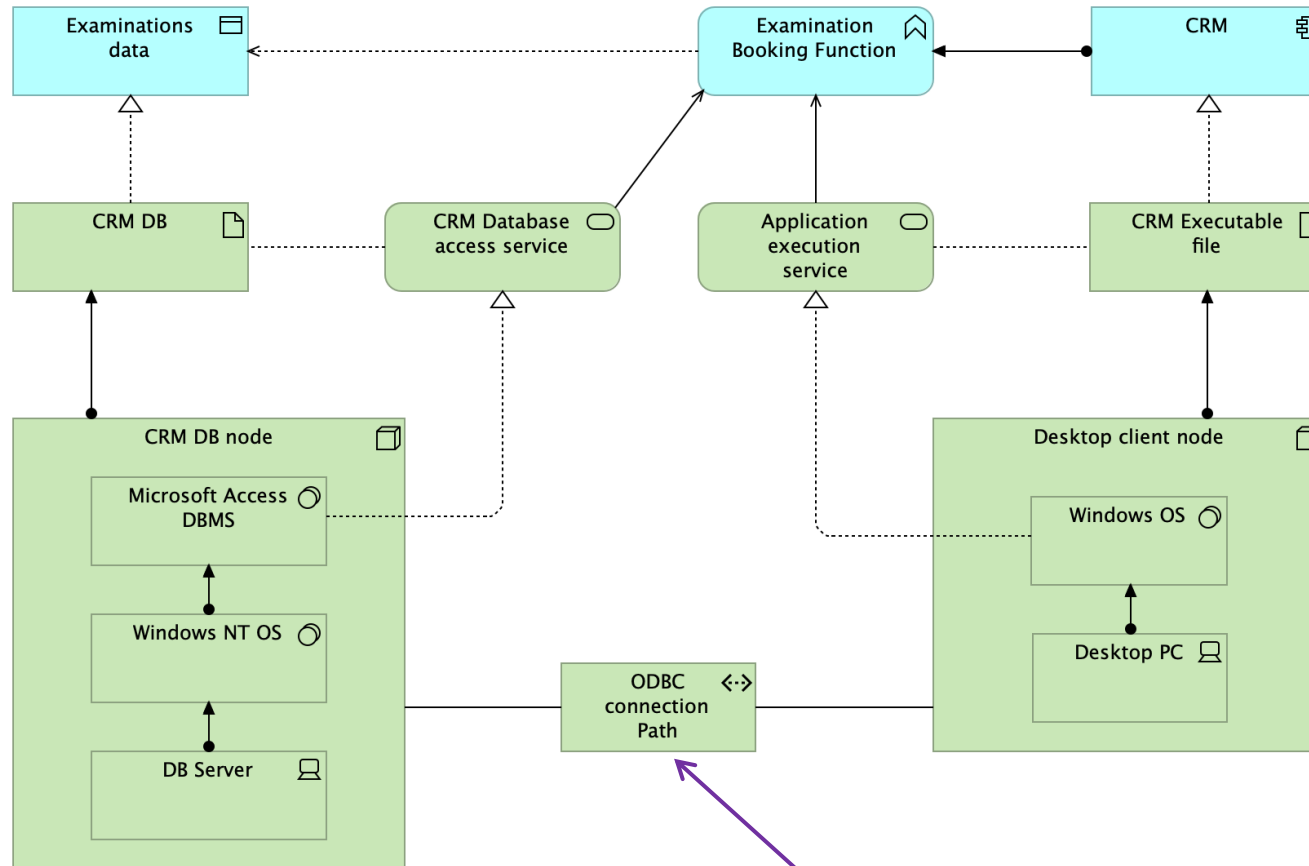 Examinations
data
Examination
Booking Function
CRM
CRM DB
CRM Database
access service
Application
execution
service
CRM Executable
file
CRM DB node
Desktop client node
Microsoft Access
DBMS
Windows OS
Windows NT OS
Desktop PC
ODBC
connection
Path
DB Server